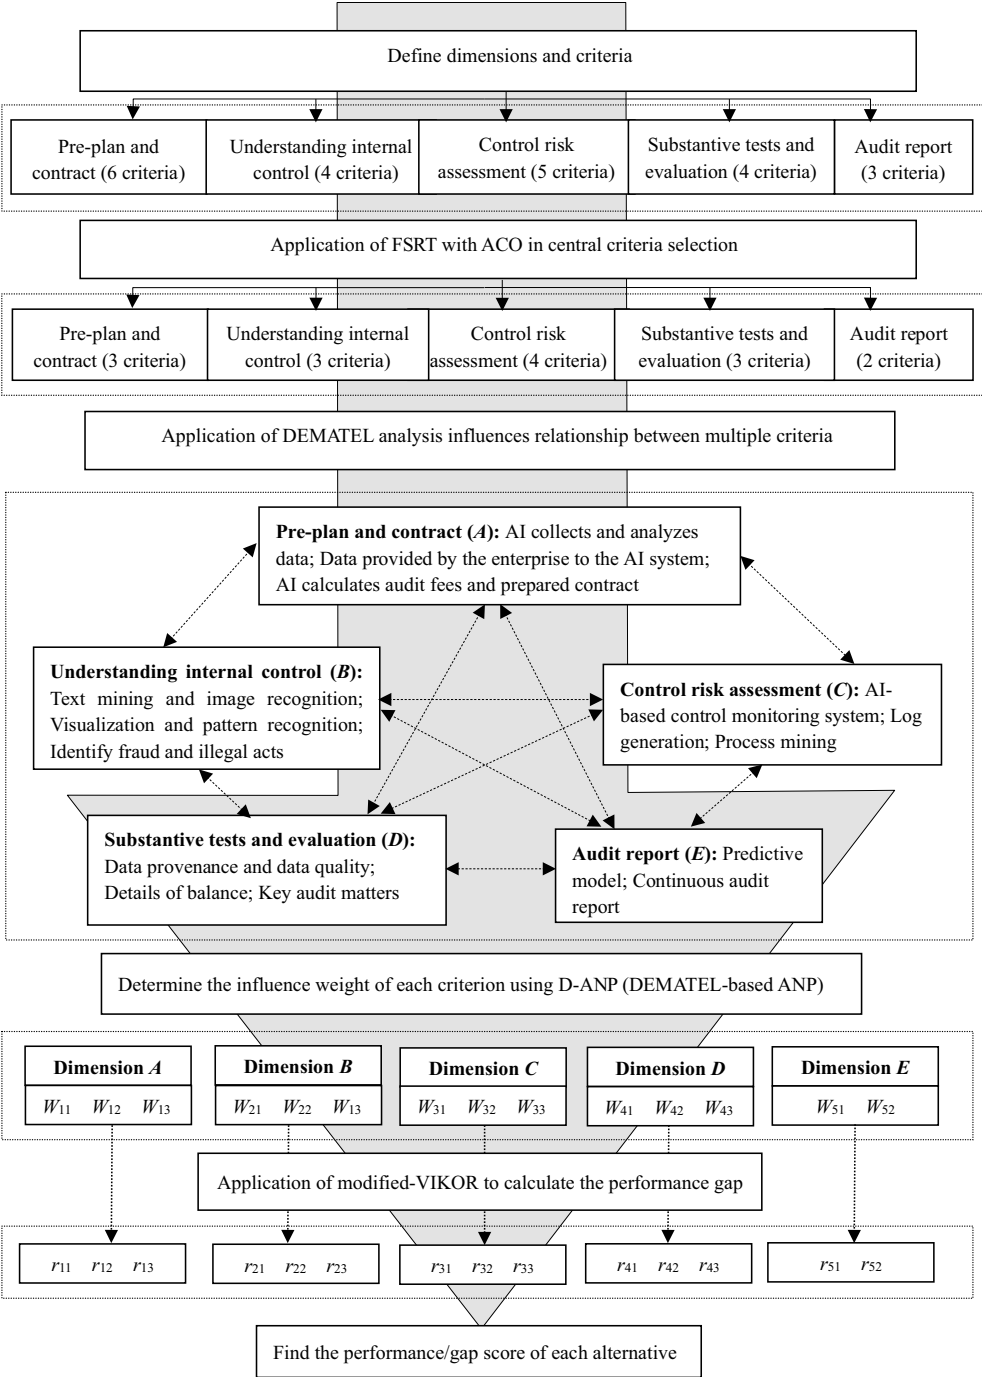 Define dimensions and criteria
Pre-plan and
contract (6 criteria)
Understanding internal
control (4 criteria)
Control risk
assessment (5 criteria)
Substantive tests and
evaluation (4 criteria)
Audit report
(3 criteria)
Application of FSRT with ACO in central criteria selection
Pre-plan and
contract (3 criteria)
Understanding internal
control (3 criteria)
Control risk
assessment (4 criteria)
Substantive tests and
evaluation (3 criteria)
Audit report
(2 criteria)
Application of DEMATEL analysis influences relationship between multiple criteria
Pre-plan and contract (A): AI collects and analyzes
data; Data provided by the enterprise to the AI system;
AI calculates audit fees and prepared contract
Understanding internal control (B):
Text mining and image recognition;
Visualization and pattern recognition;
Identify fraud and illegal acts
Control risk assessment (C): AI-
based control monitoring system; Log
generation; Process mining
Substantive tests and evaluation (D):
Data provenance and data quality;
Details of balance; Key audit matters
Audit report (E): Predictive
model; Continuous audit
report
Determine the influence weight of each criterion using D-ANP (DEMATEL-based ANP)
Dimension A
W11 W12 W13
Dimension B
W21 W22 W13
Dimension C
W31 W32 W33
Dimension D
W41 W42 W43
Dimension E
W51 W52
Application of modified-VIKOR to calculate the performance gap
r11 r12 r13
r21 r22 r23
r31 r32 r33
r41 r42 r43
r51 r52
Find the performance/gap score of each alternative